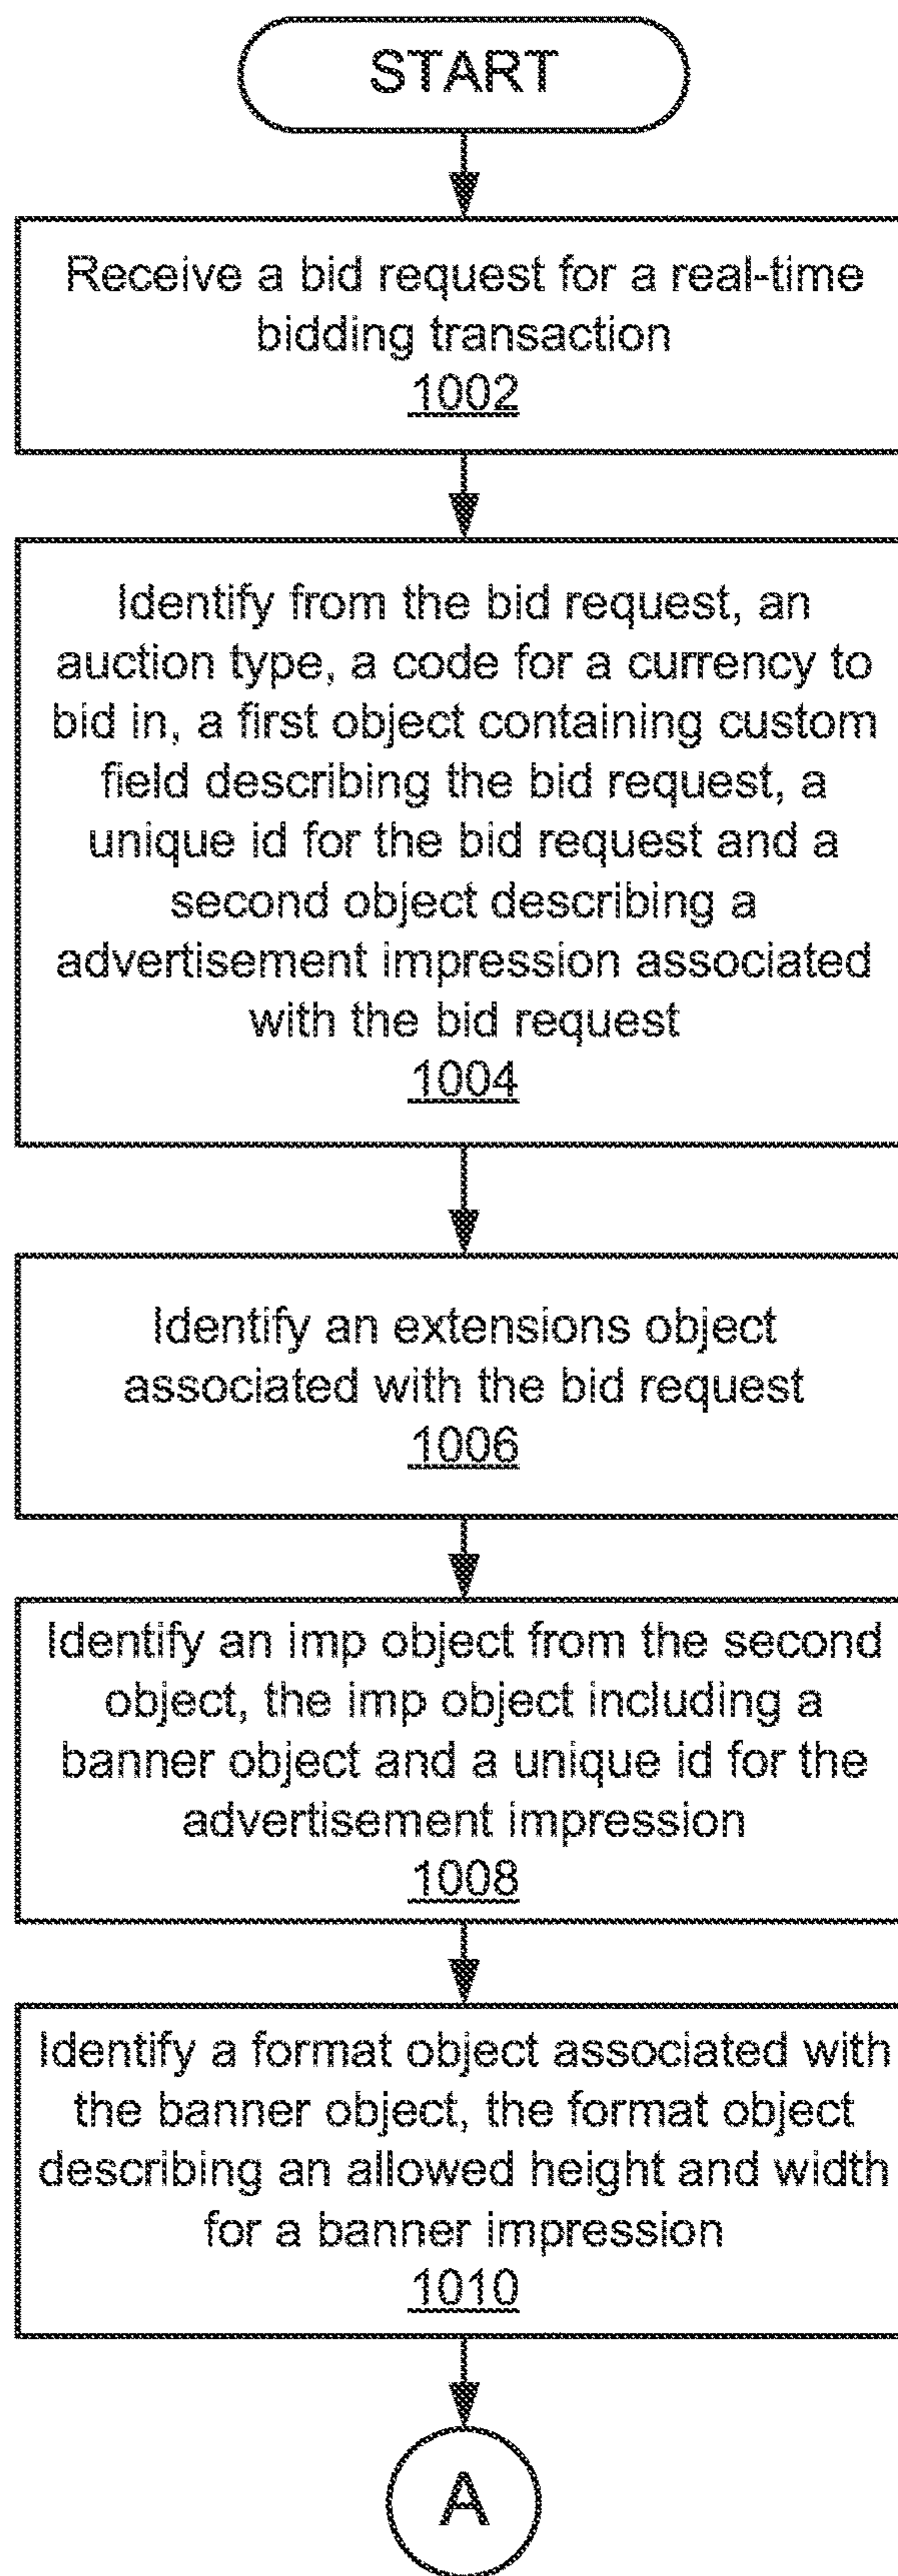 START
Receive a bid request for a real-time
bidding transaction
1002
Identify from the bid request, an
auction type, a code for a currency to
bid in, a first object containing custom
field describing the bid request, a
unique id for the bid request and a
second object describing a
advertisement impression associated
with the bid request
1004
Identify an extensions object
associated with the bid request
1006
Identify an imp object from the second
object, the imp object including a
banner object and a unique id for the
advertisement impression
1008
Identify a format object associated with
the banner object, the format object
describing an allowed height and width
for a banner impression
1010
A